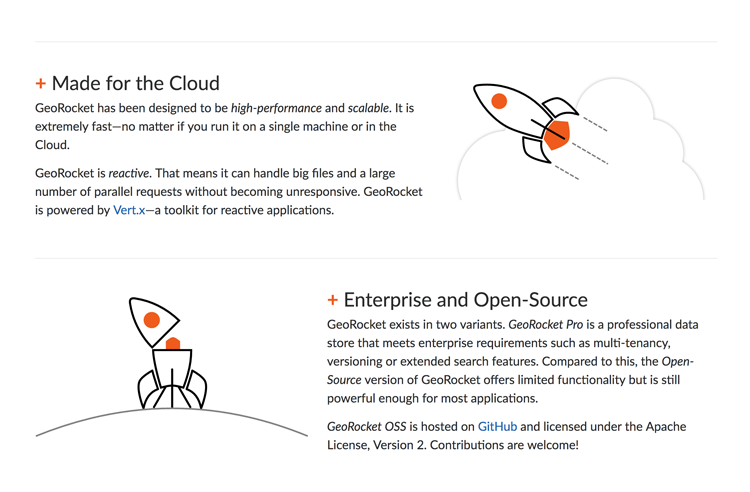 + Made for the Cloud
GeoRocket has been designed to be high-performance and scalable. It is
extremely fast—no matter if you run it on a single machine or in the
Cloud.
GeoRocket is reactive. That means it can handle big files and a large
number of parallel requests without becoming unresponsive. GeoRocket
is powered by Vert.x—a toolkit for reactive applications.
+ Enterprise and Open-Source
GeoRocket exists in two variants. GeoRocket Pro is a professional data
store that meets enterprise requirements such as multi-tenancy,
versioning or extended search features. Compared to this, the Open-
Source version of GeoRocket offers limited functionality but is still
powerful enough for most applications.
GeoRocket OSS is hosted on GitHub and licensed under the Apache
License, Version 2. Contributions are welcome!